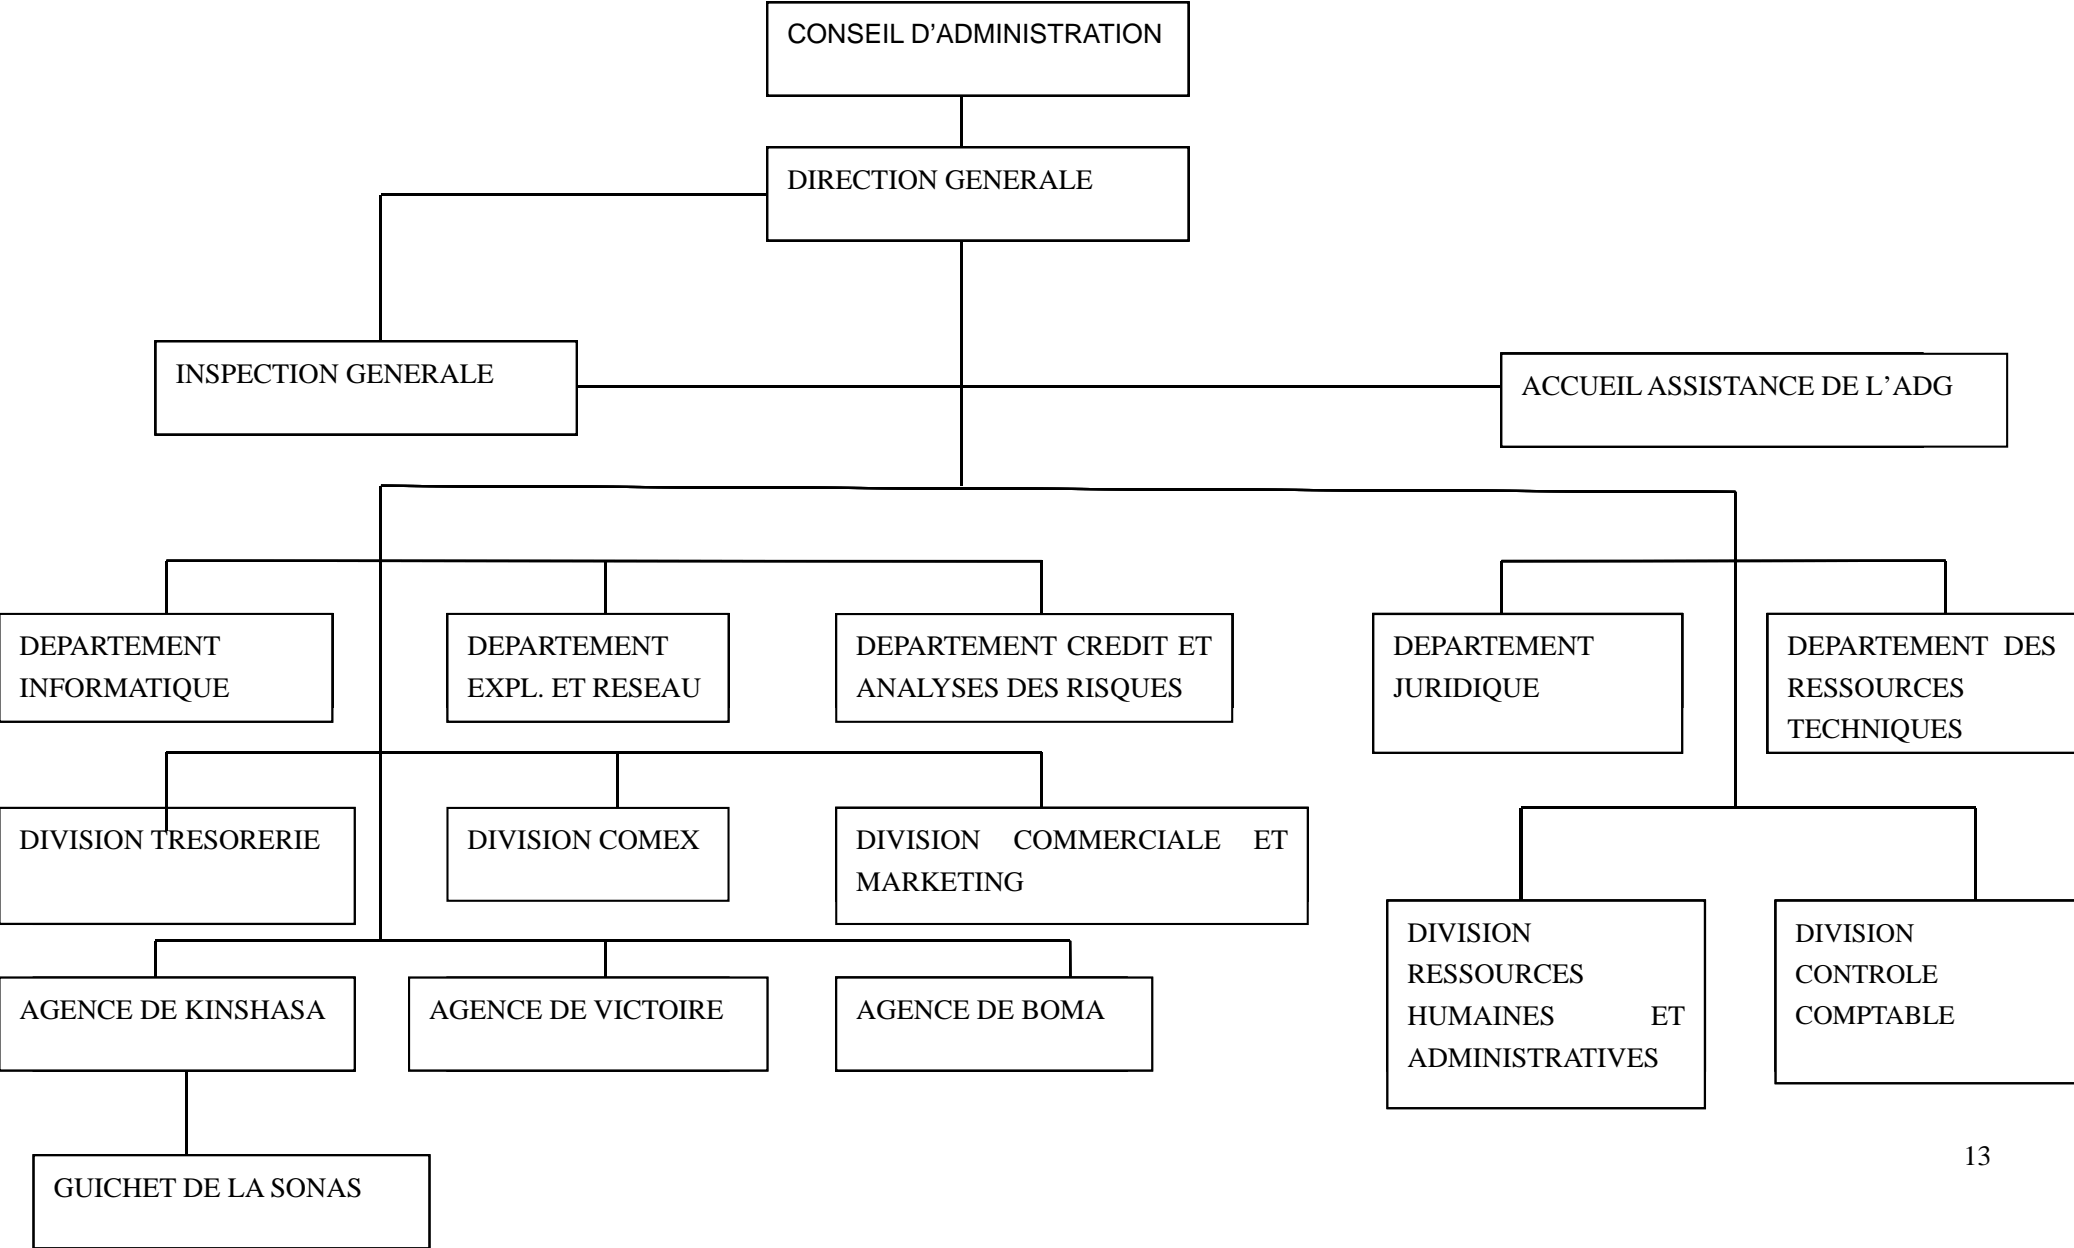 CONSEIL D’ADMINISTRATION
DIRECTION GENERALE
INSPECTION GENERALE
ACCUEIL ASSISTANCE DE L’ADG
DEPARTEMENT
INFORMATIQUE
DEPARTEMENT
EXPL. ET RESEAU
DEPARTEMENT CREDIT ET
ANALYSES DES RISQUES
DEPARTEMENT
JURIDIQUE
DEPARTEMENT DES
RESSOURCES
TECHNIQUES
DIVISION TRESORERIE
DIVISION COMEX
DIVISION COMMERCIALE ET
MARKETING
DIVISION
RESSOURCES
HUMAINES ET
ADMINISTRATIVES
DIVISION
CONTROLE
COMPTABLE
AGENCE DE KINSHASA
AGENCE DE VICTOIRE
AGENCE DE BOMA
GUICHET DE LA SONAS
13